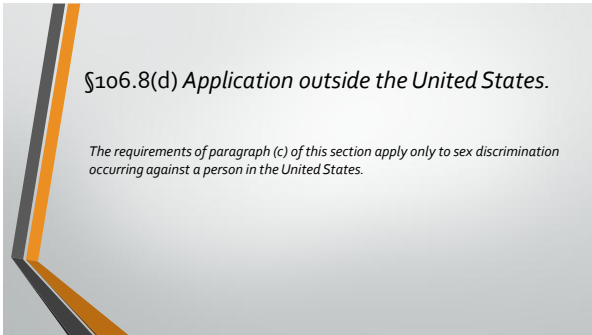 §106.8(d) Application outside the United States.
The requirements of paragraph (c) of this section apply only to sex discrimination
occurring against a person in the United States.